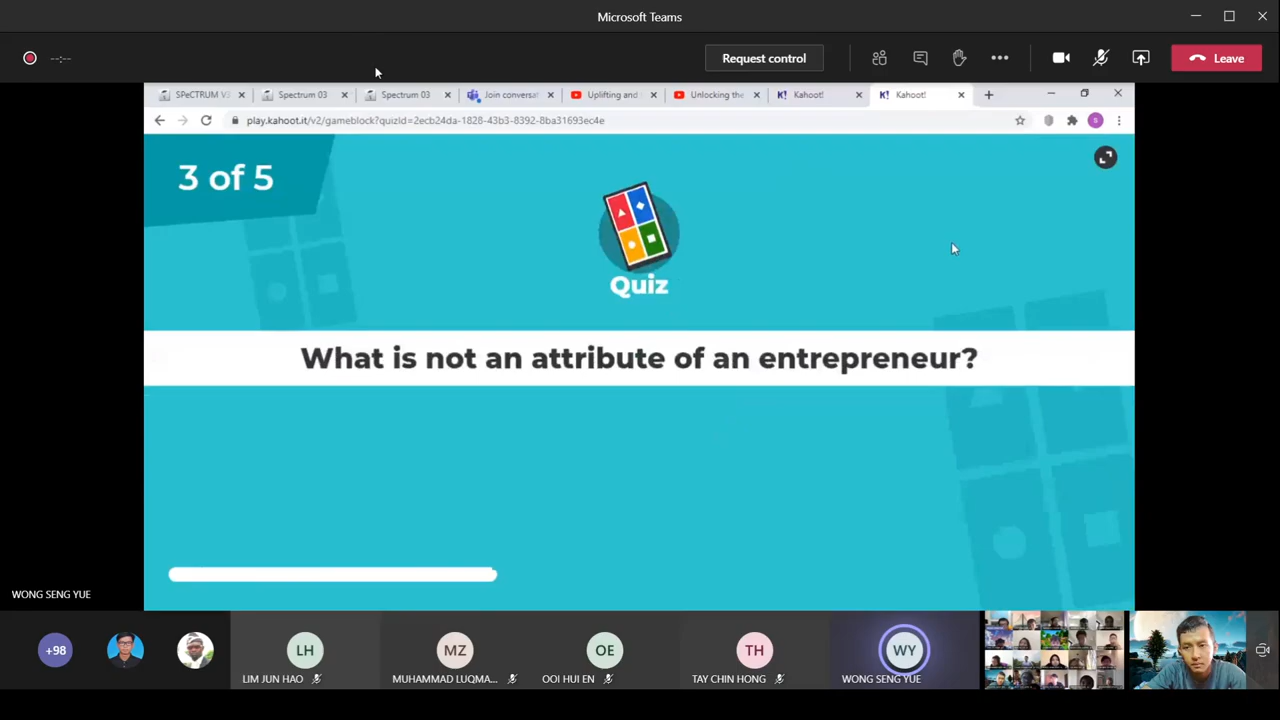 Microsoft Teams
--:--
Request control
Leave
SPeCTRUM V3
Spectrum 03
Spectrum 03
Join conversat
Uplifting and
Unlocking the
Kahoot!
Kahoot!
play.kahoot.it/v2/gameblock?quizId=2ecb24da-1828-43b3-8392-8ba31693ec4e
S
3 of 5
Quiz
What is not an attribute of an entrepreneur?
WONG SENG YUE
+98
LH
MZ
OE
TH
WY
LIM JUN HAO
MUHAMMAD LUQMA...
OOI HUI EN
TAY CHIN HONG
WONG SENG YUE